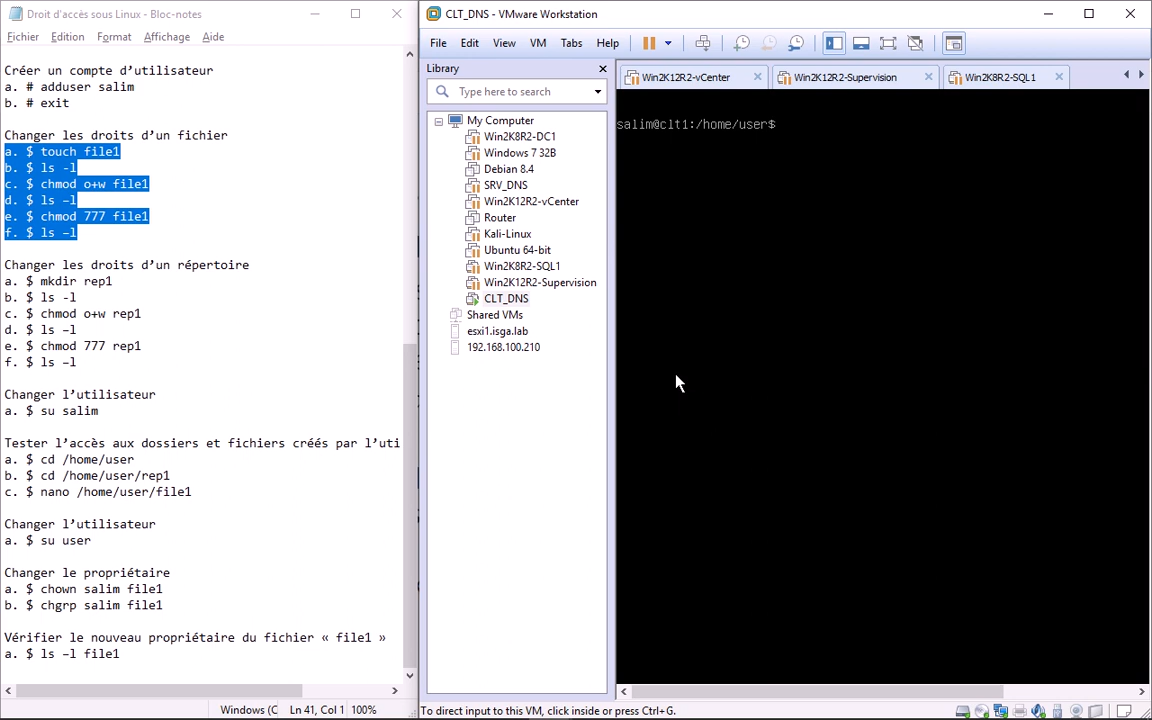 Droit d'accès sous Linux - Bloc-notes
Fichier Edition Format Affichage Aide
Créer un compte d'utilisateur
a. # adduser salim
b. # exit
Changer les droits d'un fichier
a. $ touch file1
b. $ ls -l
c. $ chmod o+w file1
d. $ ls –l
e. $ chmod 777 file1
f. $ ls –l
Changer les droits d'un répertoire
a. $ mkdir rep1
b. $ ls -l
c. $ chmod o+w rep1
d. $ ls –l
e. $ chmod 777 rep1
f. $ ls –l
Changer l'utilisateur
a. $ su salim
Tester l'accès aux dossiers et fichiers créés par l'uti
a. $ cd /home/user
b. $ cd /home/user/rep1
c. $ nano /home/user/file1
Changer l'utilisateur
a. $ su user
Changer le propriétaire
a. $ chown salim file1
b. $ chgrp salim file1
Vérifier le nouveau propriétaire du fichier « file1 »
a. $ ls –l file1
Windows (C Ln 41, Col 1 100%
CLT_DNS - VMware Workstation
File Edit View VM Tabs Help
Library
Type here to search
My Computer
Win2K8R2-DC1
Windows 7 32B
Debian 8.4
SRV_DNS
Win2K12R2-vCenter
Router
Kali-Linux
Ubuntu 64-bit
Win2K8R2-SQL1
Win2K12R2-Supervision
CLT_DNS
Shared VMs
esxi1.isga.lab
192.168.100.210
Win2K12R2-vCenter Win2K12R2-Supervision Win2K8R2-SQL1
salim@clt1:/home/user$
To direct input to this VM, click inside or press Ctrl+G.